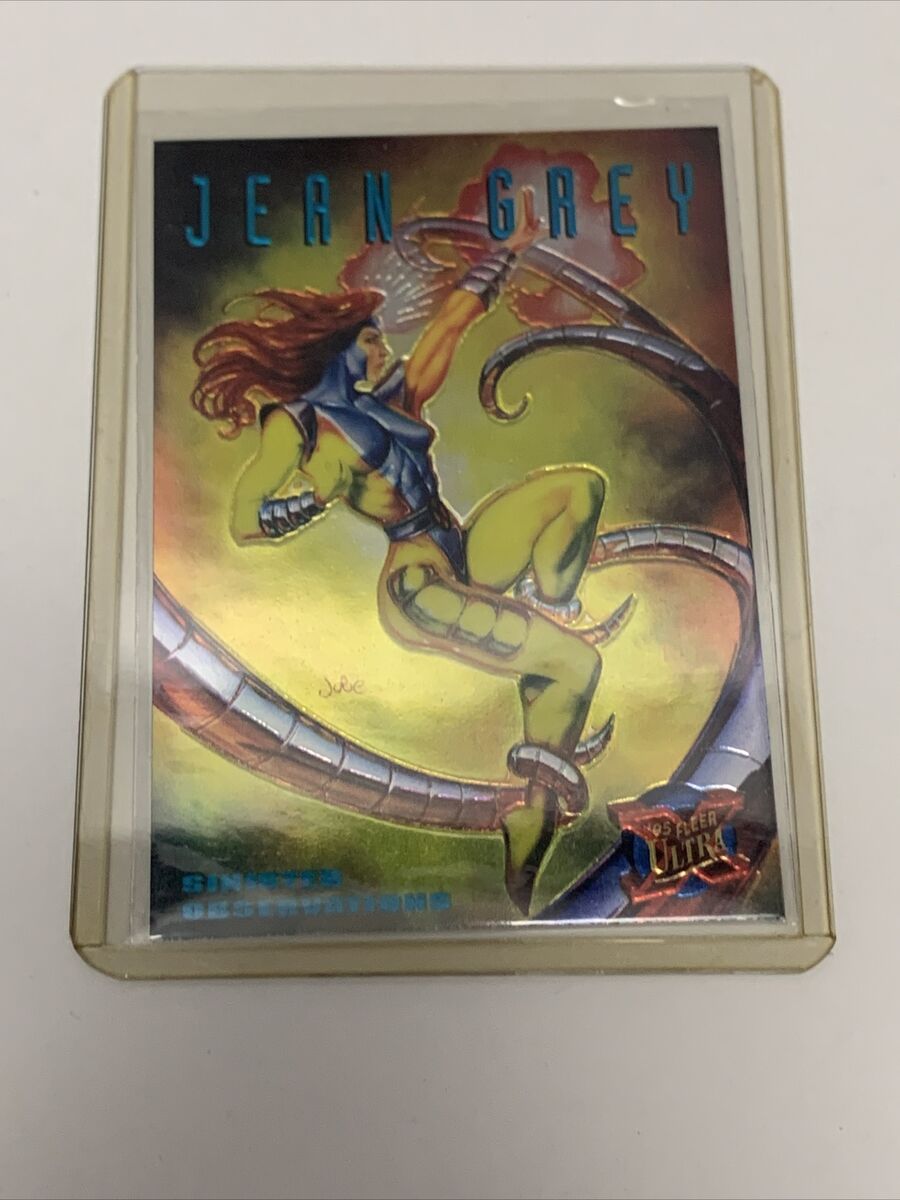 JEAN GREY
Jobe
'95 FLEER
ULTRA
X
SINISTER
OBSERVATIONS